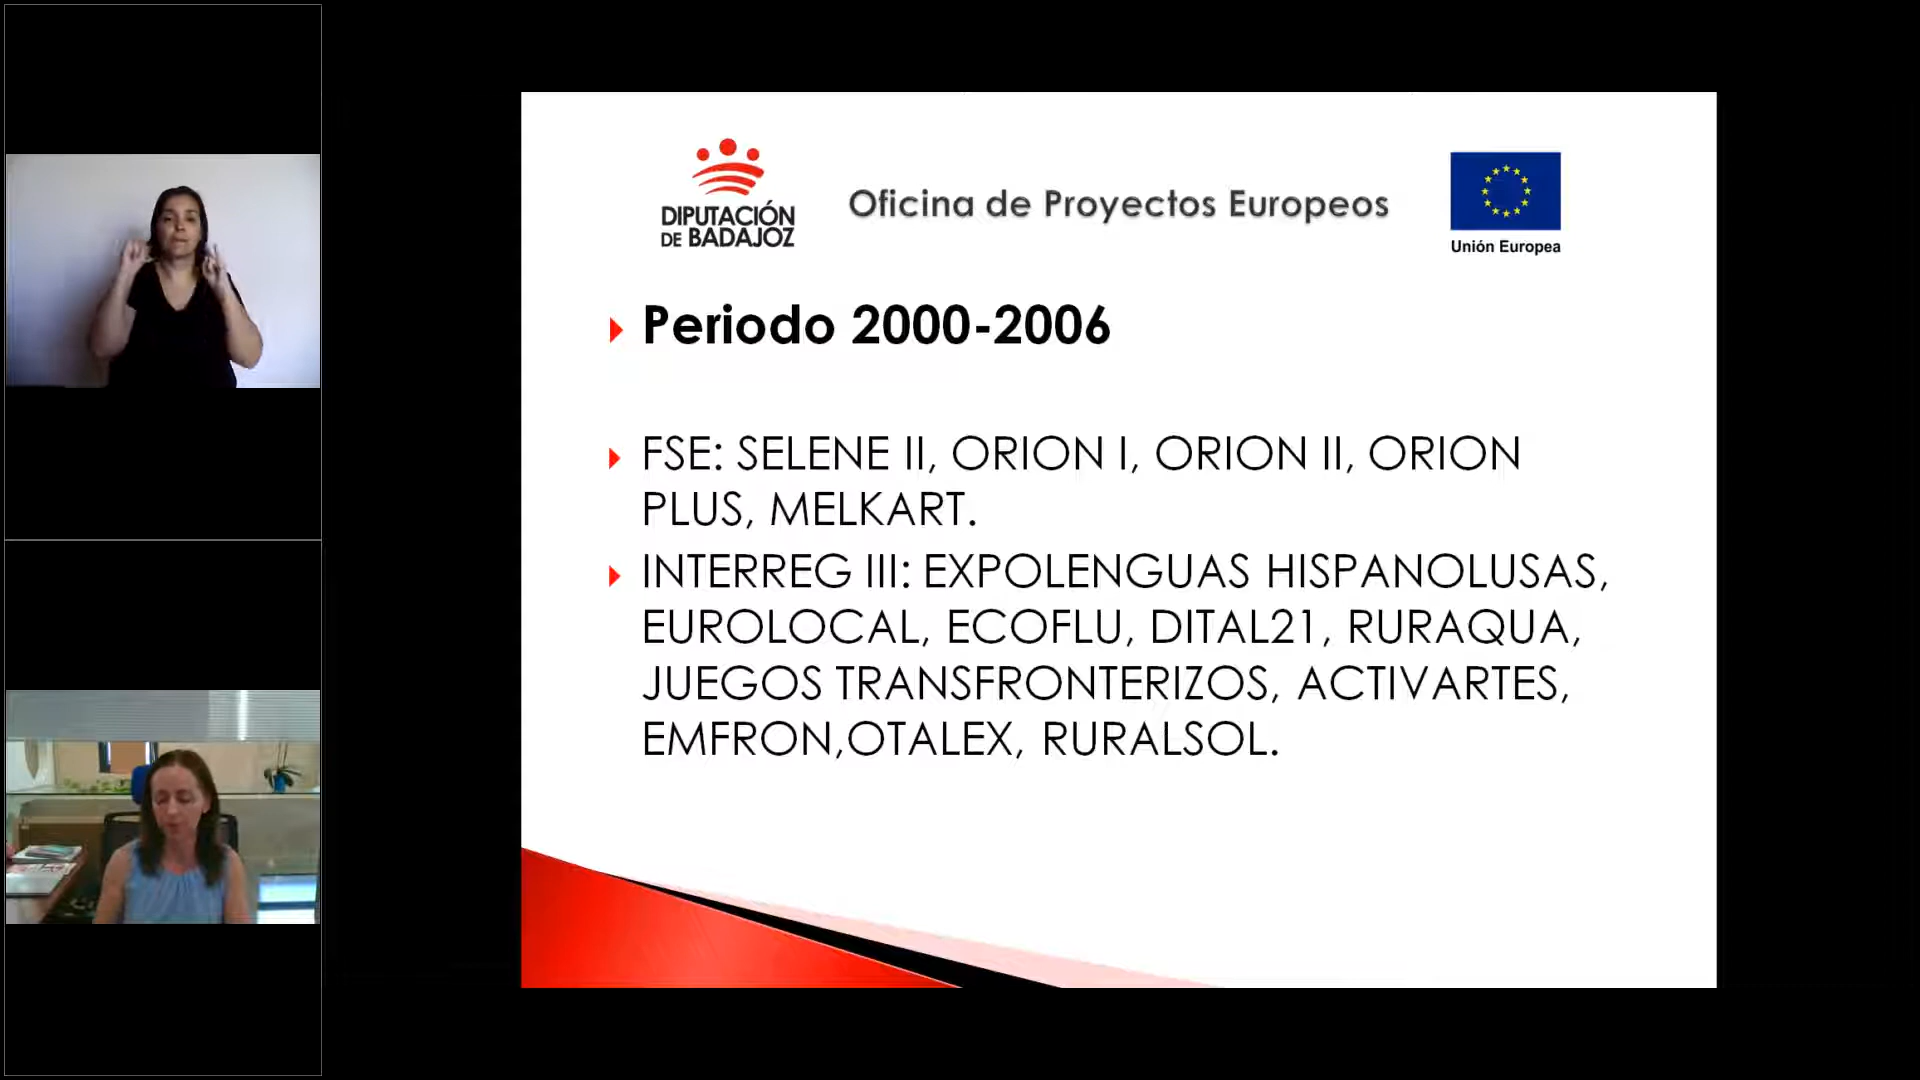 DIPUTACIÓN
DE BADAJOZ
Oficina de Proyectos Europeos
Unión Europea
Periodo 2000-2006
FSE: SELENE II, ORION I, ORION II, ORION
PLUS, MELKART.
INTERREG III: EXPOLENGUAS HISPANOLUSAS,
EUROLOCAL, ECOFLU, DITAL21, RURAQUA,
JUEGOS TRANSFRONTERIZOS, ACTIVARTES,
EMFRON,OTALEX, RURALSOL.